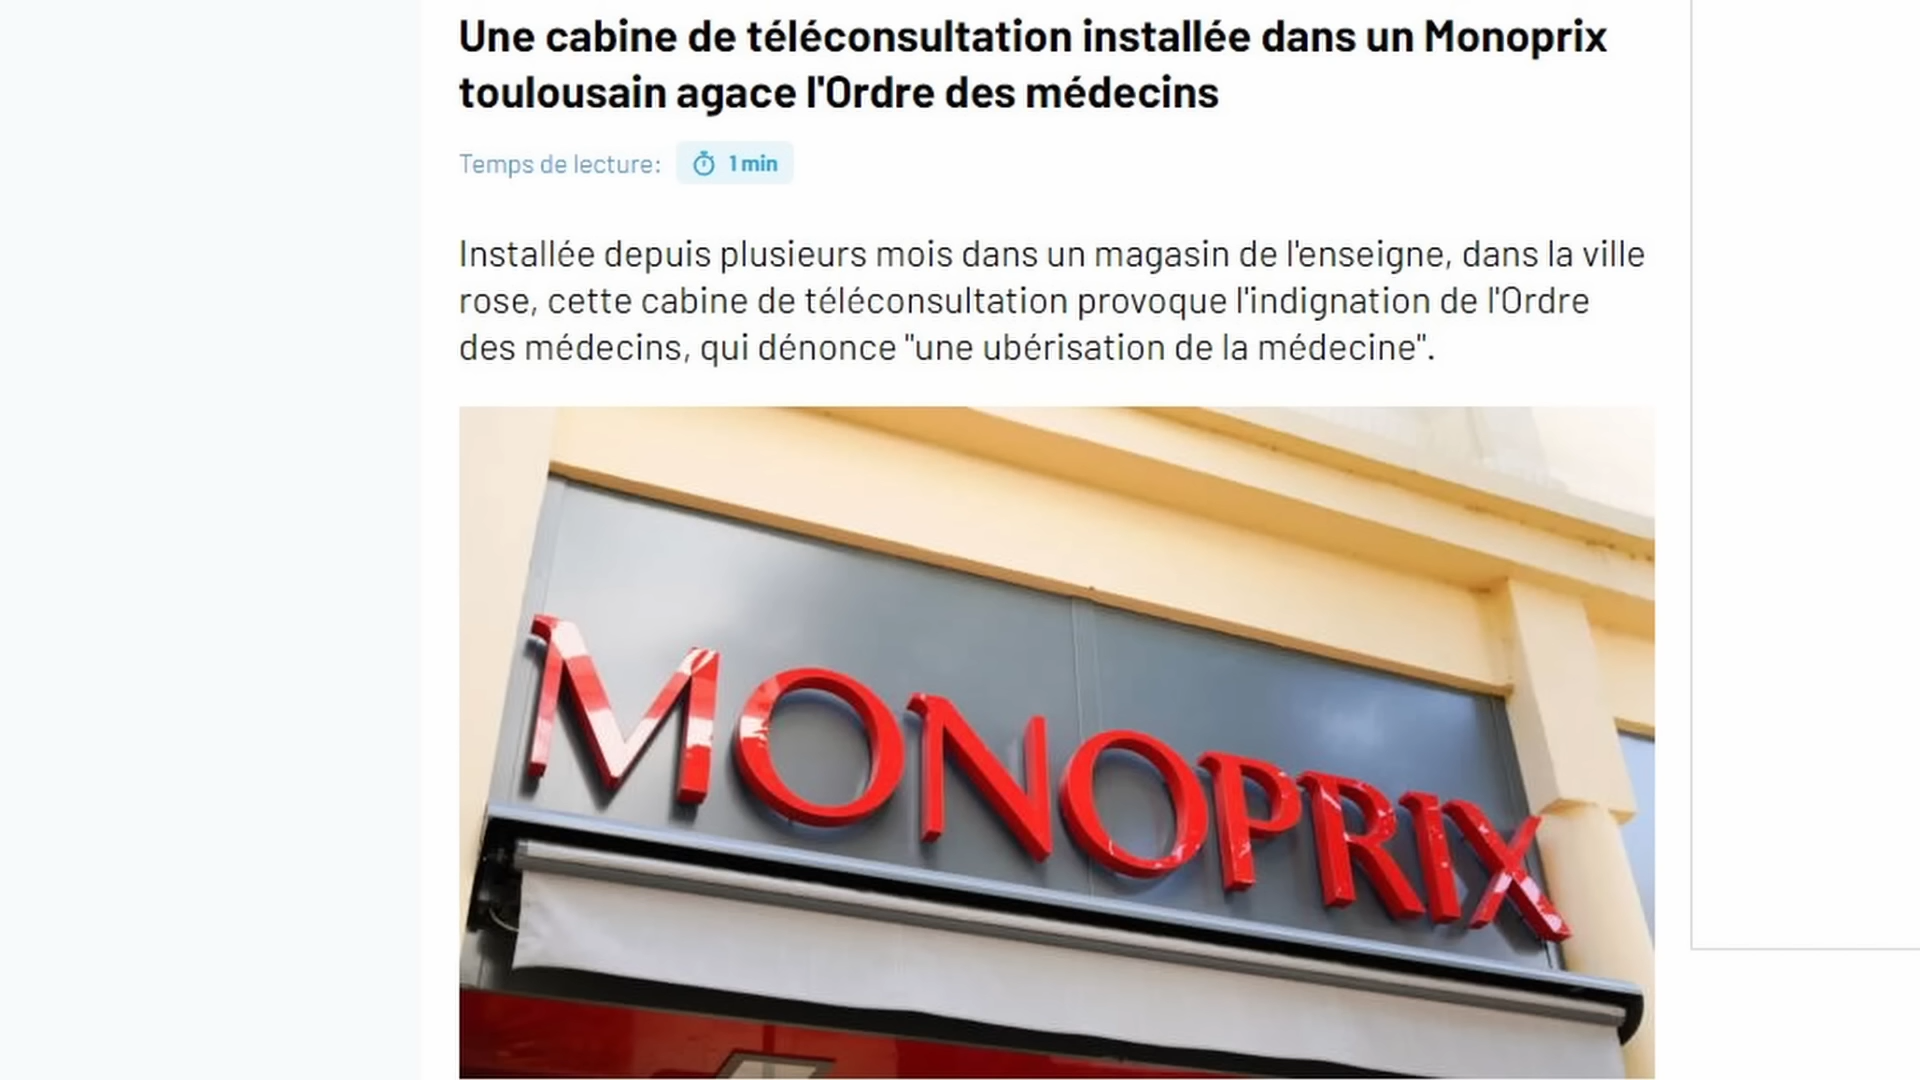 Une cabine de téléconsultation installée dans un Monoprix
toulousain agace l'Ordre des médecins
Temps de lecture: 1 min
Installée depuis plusieurs mois dans un magasin de l'enseigne, dans la ville
rose, cette cabine de téléconsultation provoque l'indignation de l'Ordre
des médecins, qui dénonce "une ubérisation de la médecine".
MONOPRIX